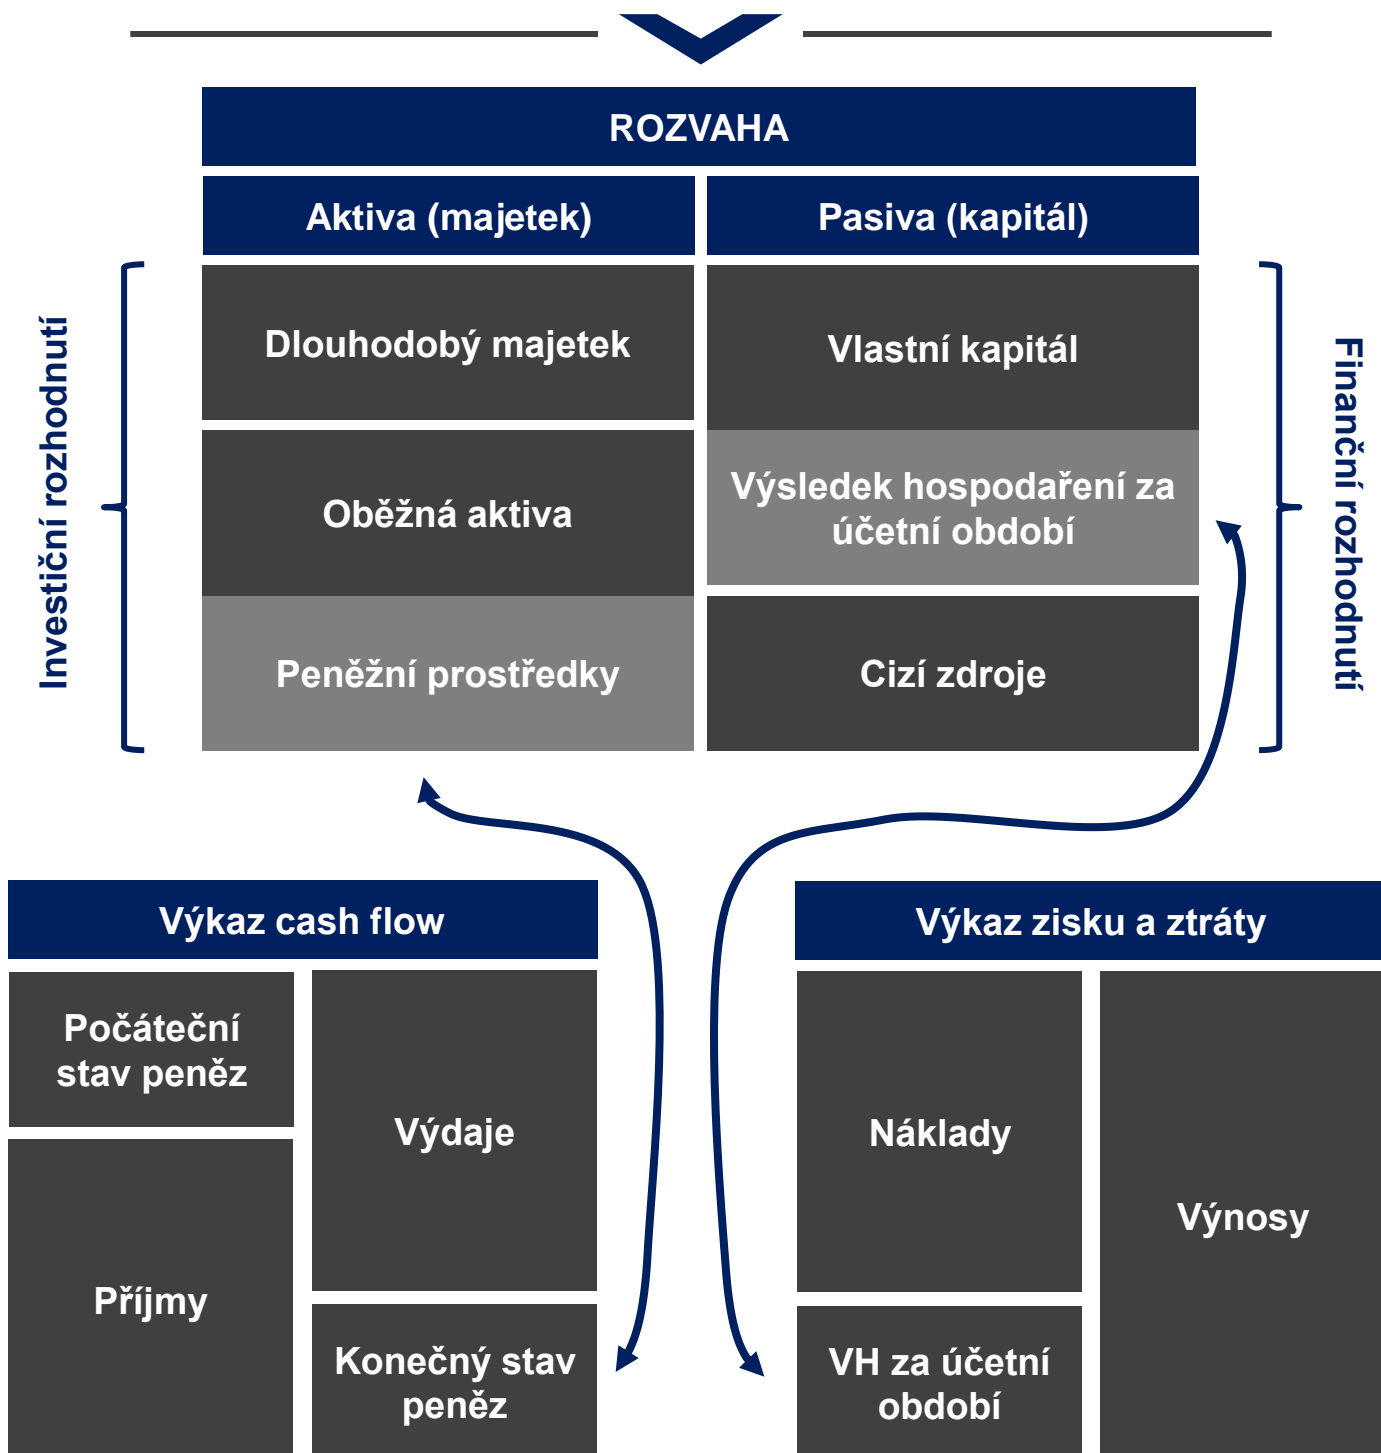 ROZVAHA
Aktiva (majetek)
Pasiva (kapitál)
Investiční rozhodnutí
Dlouhodobý majetek
Vlastní kapitál
Finanční rozhodnutí
Oběžná aktiva
Výsledek hospodaření za
účetní období
Peněžní prostředky
Cizí zdroje
Výkaz cash flow
Počáteční
stav peněz
Výdaje
Příjmy
Konečný stav
peněz
Výkaz zisku a ztráty
Náklady
Výnosy
VH za účetní
období